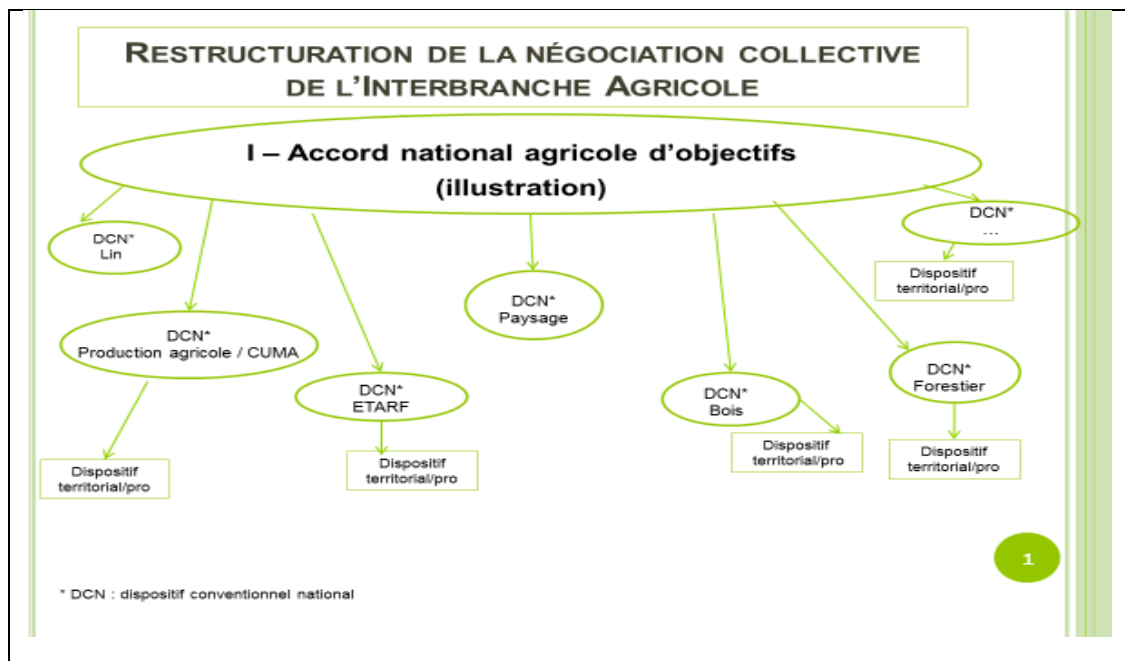 RESTRUCTURATION DE LA NÉGOCIATION COLLECTIVE
DE L'INTERBRANCHE AGRICOLE
I – Accord national agricole d'objectifs
(illustration)
DCN*
Lin
DCN*
...
Dispositif
territorial/pro
DCN*
Paysage
DCN*
Production agricole / CUMA
DCN*
ETARF
DCN*
Bois
DCN*
Forestier
Dispositif
territorial/pro
Dispositif
territorial/pro
Dispositif
territorial/pro
Dispositif
territorial/pro
1
* DCN : dispositif conventionnel national